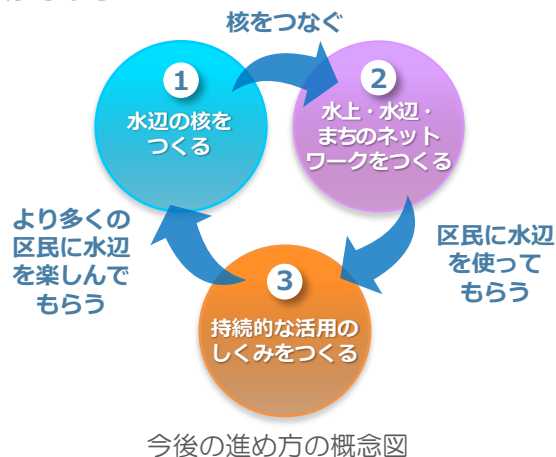 核をつなぐ
1
水辺の核を
つくる
2
水上・水辺・
まちのネット
ワークをつくる
区民に水辺
を使って
もらう
3
持続的な活用の
しくみをつくる
より多くの
区民に水辺
を楽しんで
もらう
今後の進め方の概念図